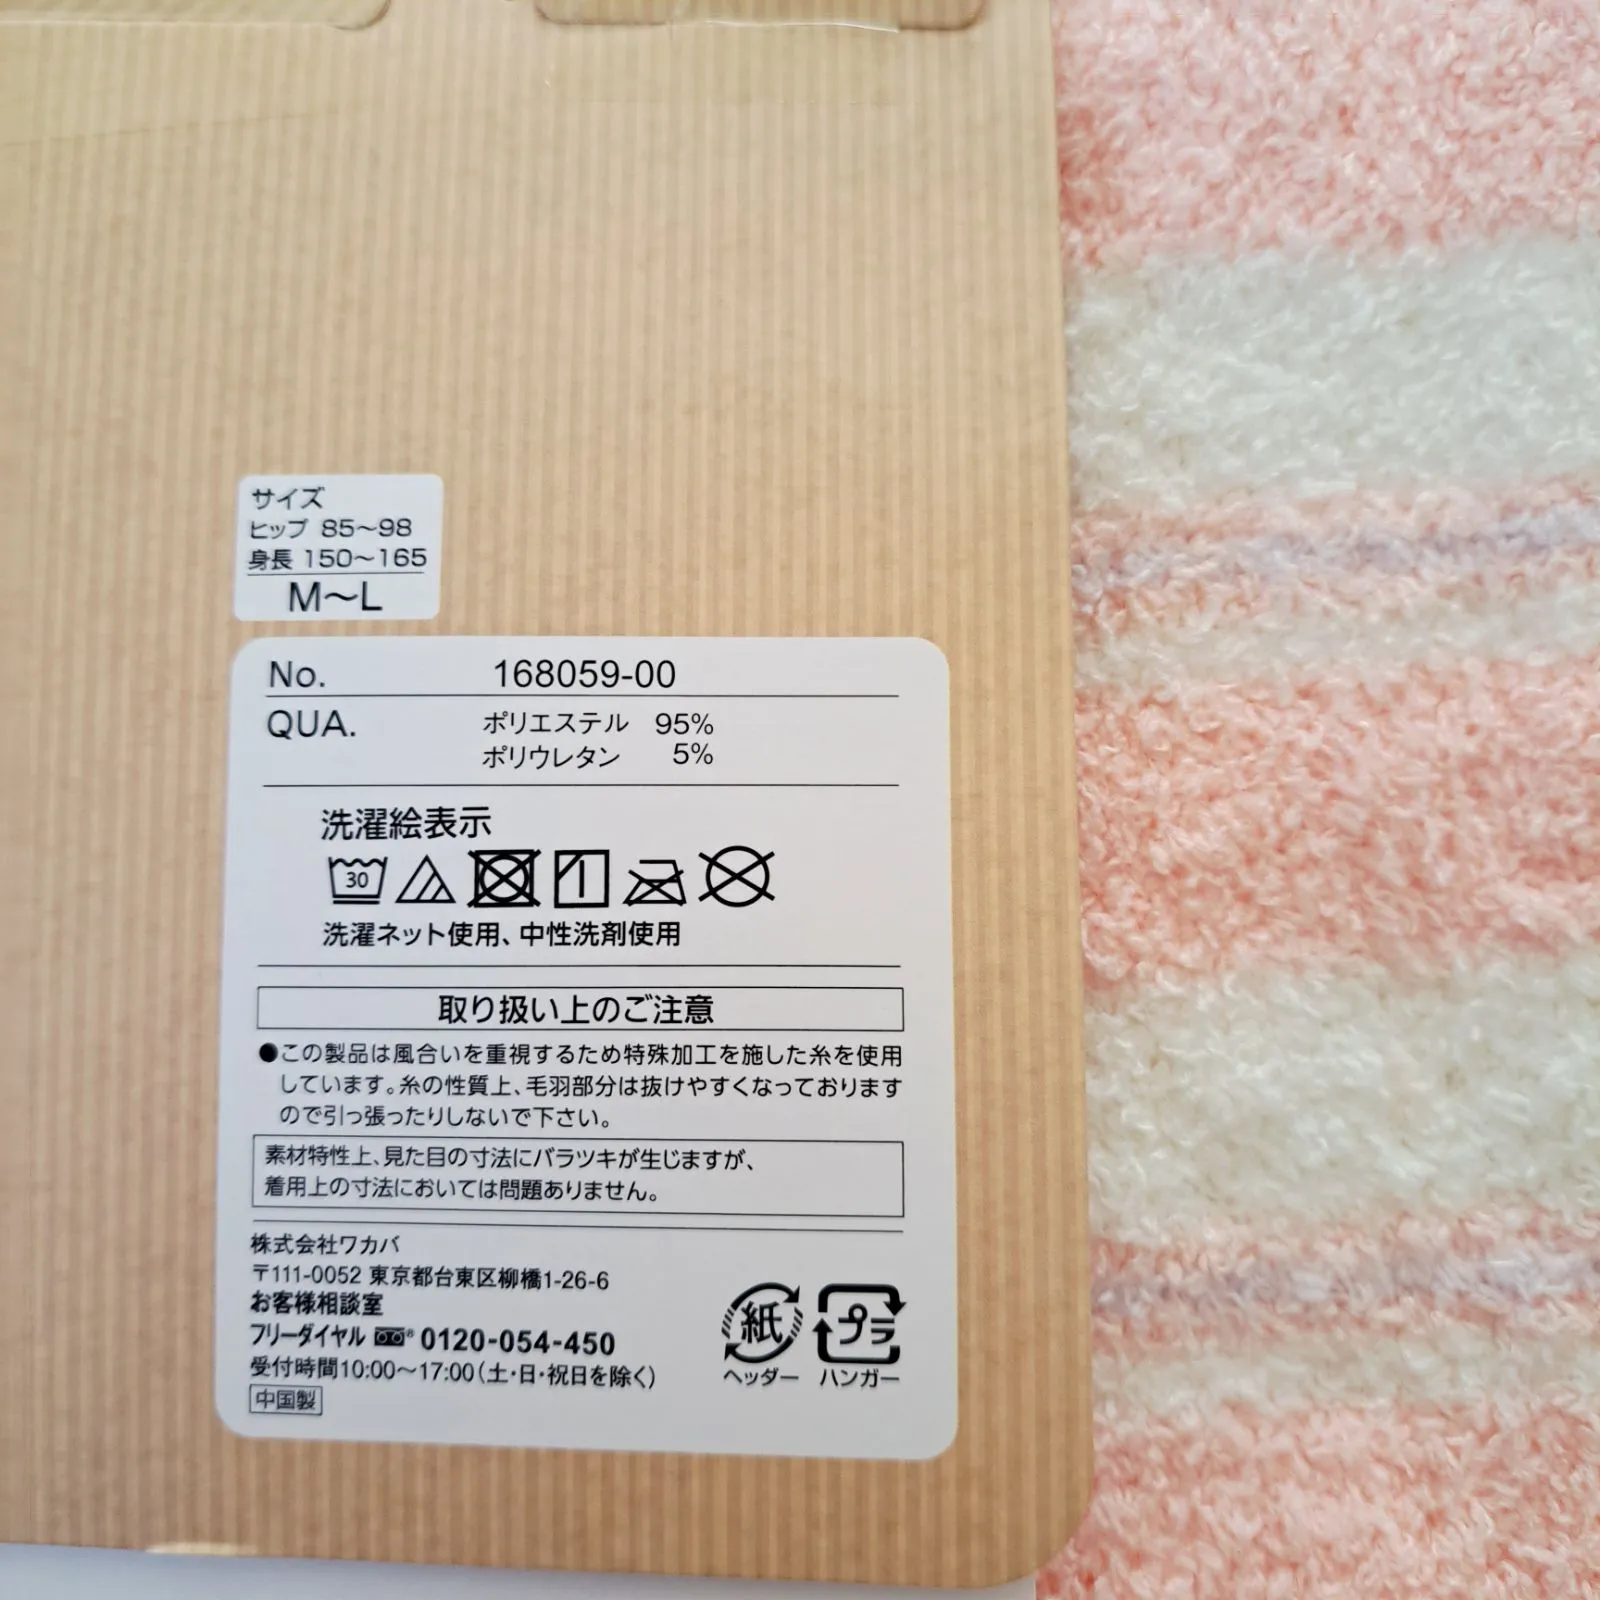 サイズ
ヒップ 85～98
身長 150～165
M～L
No. 168059-00
QUA. ポリエステル 95%
ポリウレタン 5%
洗濯絵表示
30
洗濯ネット使用、中性洗剤使用
取り扱い上のご注意
●この製品は風合いを重視するため特殊加工を施した糸を使用
しています。糸の性質上、毛羽部分は抜けやすくなっております
ので引っ張ったりしないで下さい。
素材特性上、見た目の寸法にバラツキが生じますが、
着用上の寸法においては問題ありません。
株式会社ワカバ
〒111-0052 東京都台東区柳橋1-26-6
お客様相談室
フリーダイヤル ® 0120-054-450
受付時間10:00～17:00(土・日・祝日を除く)
中国製
紙 プラ
ヘッダー ハンガー